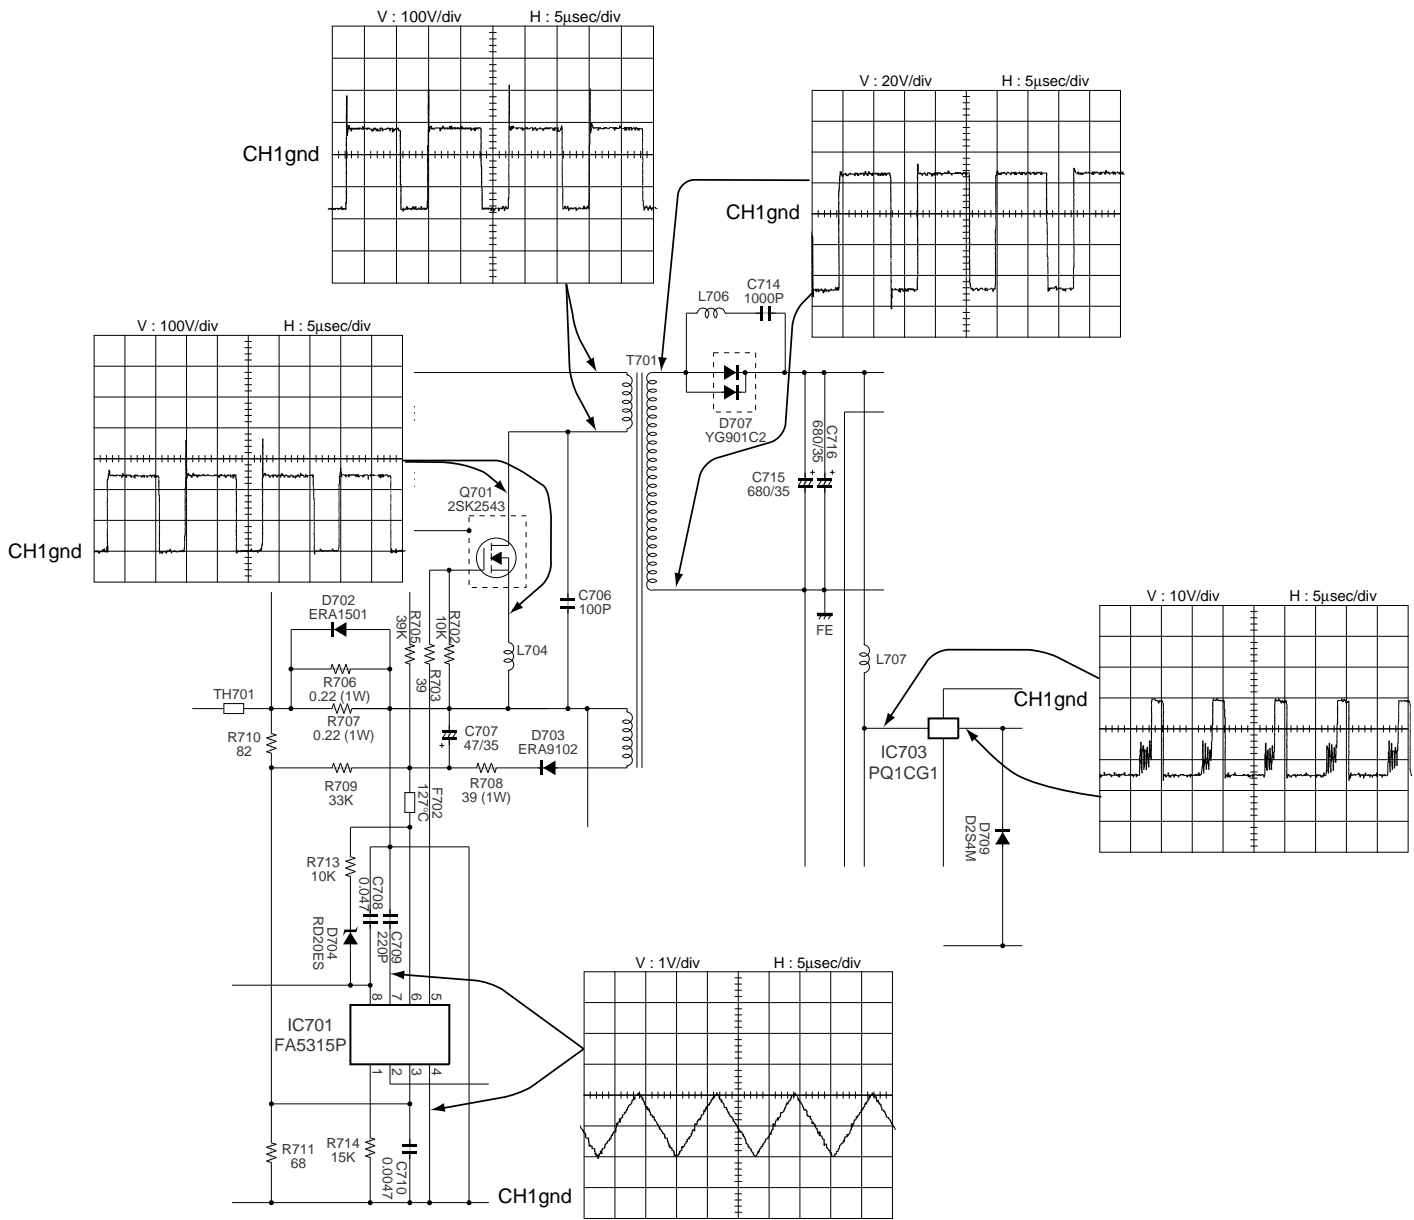 V : 100V/div H : 5µsec/div
CH1gnd
V : 20V/div H : 5µsec/div
CH1gnd
C714
1000P
L706
V : 100V/div H : 5µsec/div
CH1gnd
T701
D707
YG901C2
C716
680/35
+
C715
680/35
+
Q701
2SK2543
D702
ERA1501
R705
39K
R702
10K
C706
100P
FE
V : 10V/div H : 5µsec/div
CH1gnd
L704
L707
R706
0.22 (1W)
R703
39
TH701
R707
0.22 (1W)
R710
82
C707
47/35
+
D703
ERA9102
IC703
PQ1CG1
R709
33K
R708
39 (1W)
F702
127°C
D709
D2S4M
R713
10K
C708
0.047
C709
220P
D704
RD20ES
V : 1V/div H : 5µsec/div
8 7 6 5
IC701
FA5315P
1 2 3 4
R711
68
R714
15K
C710
0.0047
CH1gnd